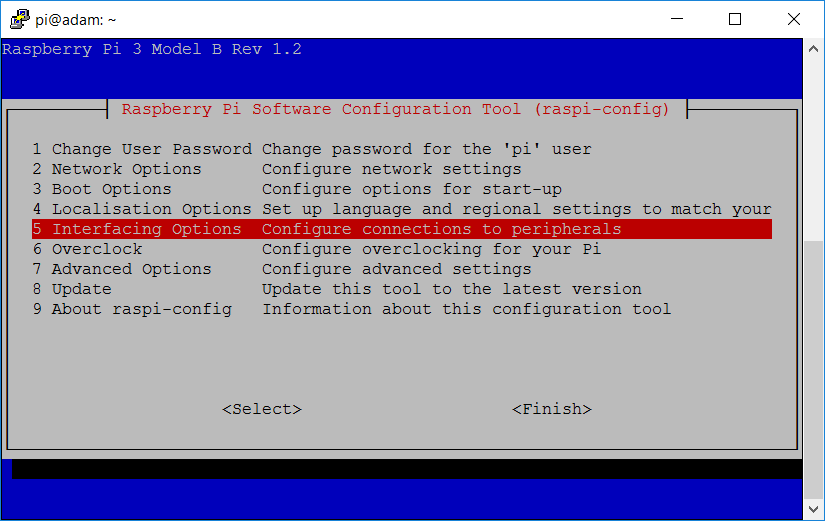 pi@adam: ~
Raspberry Pi 3 Model B Rev 1.2
Raspberry Pi Software Configuration Tool (raspi-config)
1 Change User Password Change password for the 'pi' user
2 Network Options Configure network settings
3 Boot Options Configure options for start-up
4 Localisation Options Set up language and regional settings to match your
5 Interfacing Options Configure connections to peripherals
6 Overclock Configure overclocking for your Pi
7 Advanced Options Configure advanced settings
8 Update Update this tool to the latest version
9 About raspi-config Information about this configuration tool
<Select> <Finish>